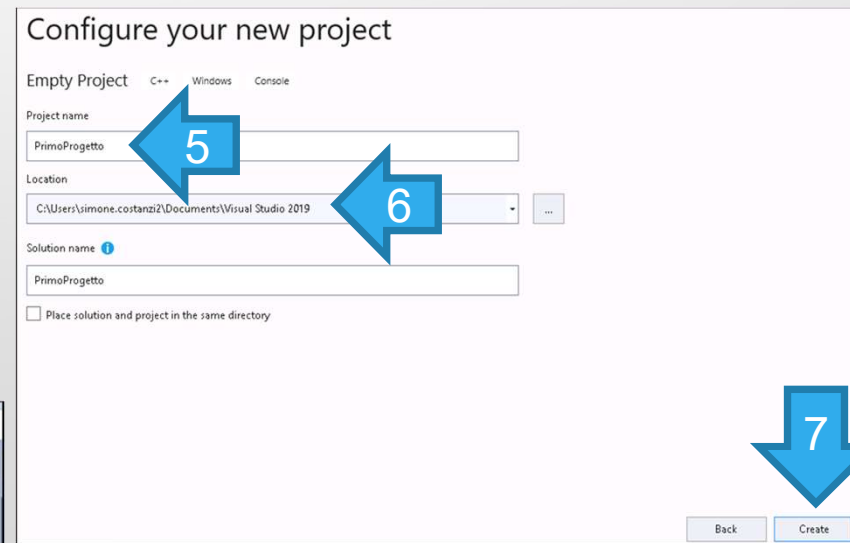 Configure your new project
Empty Project C++ Windows Console
Project name
PrimoProgetto
5
Location
C:\Users\simone.costanzi2\Documents\Visual Studio 2019
6
...
Solution name
PrimoProgetto
Place solution and project in the same directory
7
Back Create